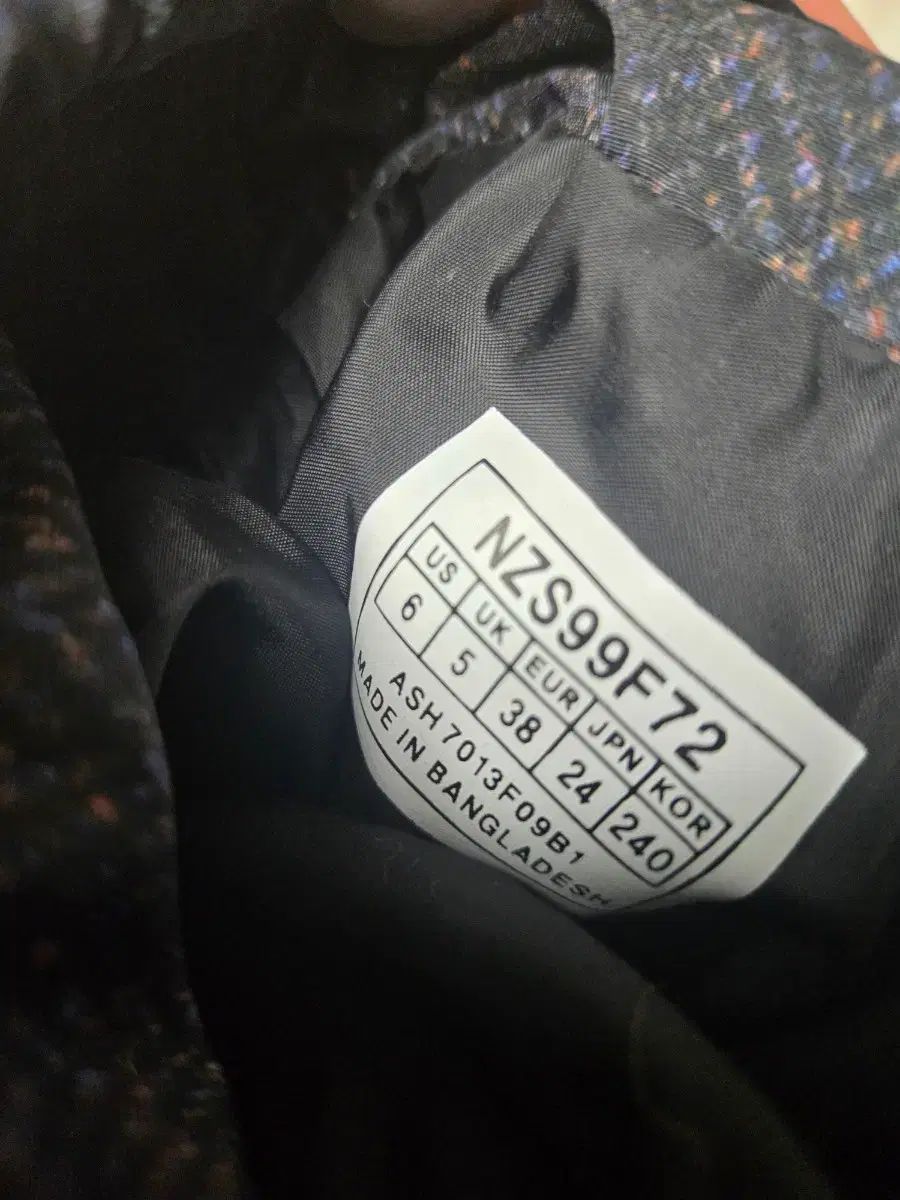 NZS99F72
US UK EUR JPN KOR
6 5 38 24 240
ASH7013F09B1
MADE IN BANGLADESH